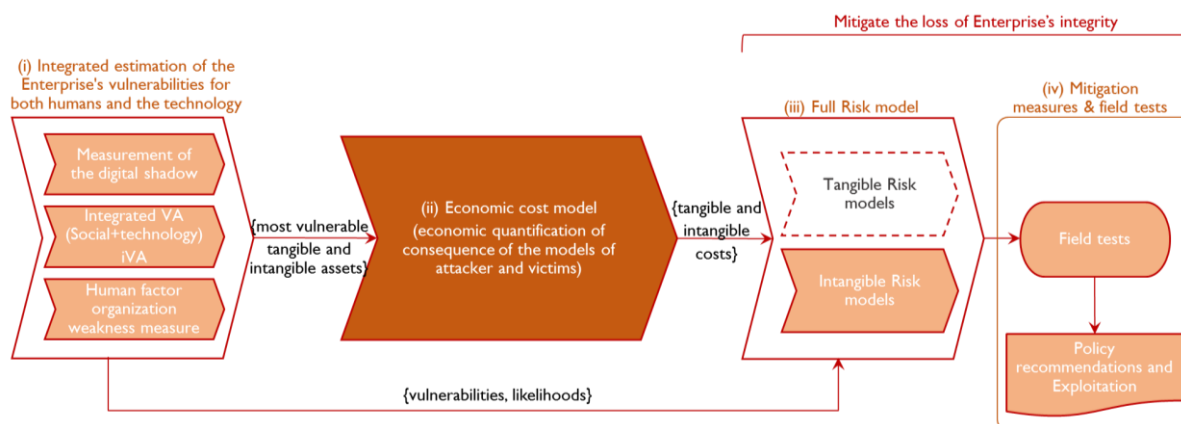 Mitigate the loss of Enterprise's integrity
(i) Integrated estimation of the
Enterprise's vulnerabilities for
both humans and the technology
Measurement of
the digital shadow
Integrated VA
(Social+technology)
iVA
Human factor
organization
weakness measure
{most vulnerable
tangible and
intangible assets}
(ii) Economic cost model
(economic quantification of
consequence of the models of
attacker and victims)
{tangible and
intangible
costs}
(iii) Full Risk model
Tangible Risk
models
Intangible Risk
models
(iv) Mitigation
measures & field tests
Field tests
Policy
recommendations and
Exploitation
{vulnerabilities, likelihoods}